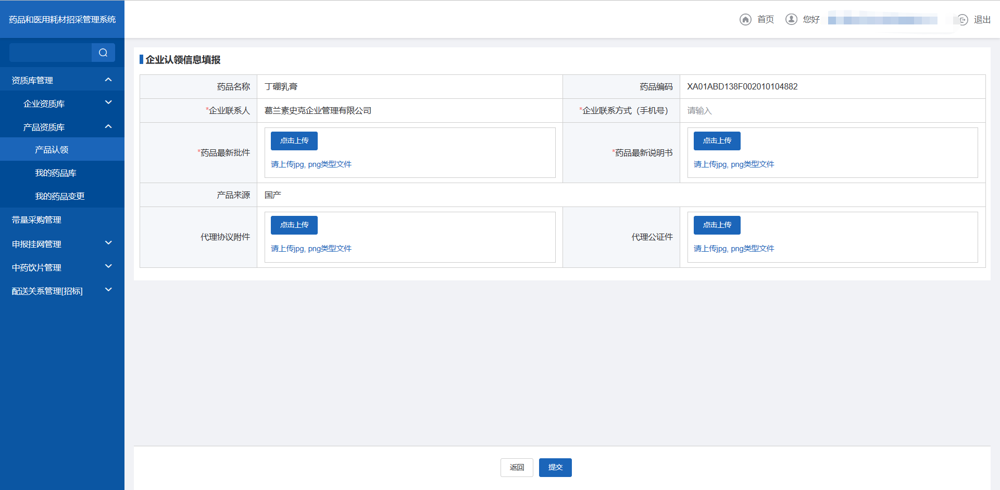 药品和医用耗材招采管理系统
首页
您好
退出
资质库管理
企业资质库
产品资质库
产品认领
我的药品库
我的药品变更
带量采购管理
申报挂网管理
中药饮片管理
配送关系管理[招标]
企业认领信息填报
药品名称
丁硼乳膏
药品编码
XA01ABD138F002010104882
*企业联系人
葛兰素史克企业管理有限公司
*企业联系方式（手机号）
请输入
*药品最新批件
点击上传
请上传jpg, png类型文件
*药品最新说明书
点击上传
请上传jpg, png类型文件
产品来源
国产
代理协议附件
点击上传
请上传jpg, png类型文件
代理公证件
点击上传
请上传jpg, png类型文件
返回
提交